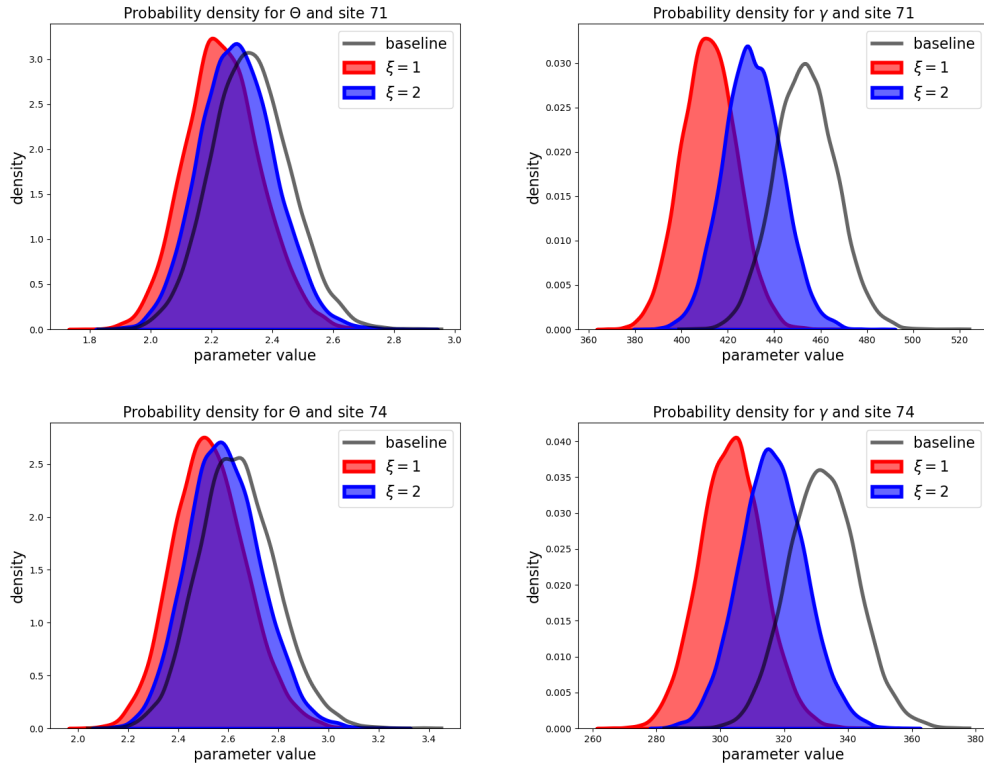 Probability density for Θ and site 71
baseline
ξ = 1
ξ = 2
density
3.0
2.5
2.0
1.5
1.0
0.5
0.0
1.8 2.0 2.2 2.4 2.6 2.8 3.0
parameter value
Probability density for γ and site 71
baseline
ξ = 1
ξ = 2
density
0.030
0.025
0.020
0.015
0.010
0.005
0.000
360 380 400 420 440 460 480 500 520
parameter value
Probability density for Θ and site 74
baseline
ξ = 1
ξ = 2
density
2.5
2.0
1.5
1.0
0.5
0.0
2.0 2.2 2.4 2.6 2.8 3.0 3.2 3.4
parameter value
Probability density for γ and site 74
baseline
ξ = 1
ξ = 2
density
0.040
0.035
0.030
0.025
0.020
0.015
0.010
0.005
0.000
260 280 300 320 340 360 380
parameter value